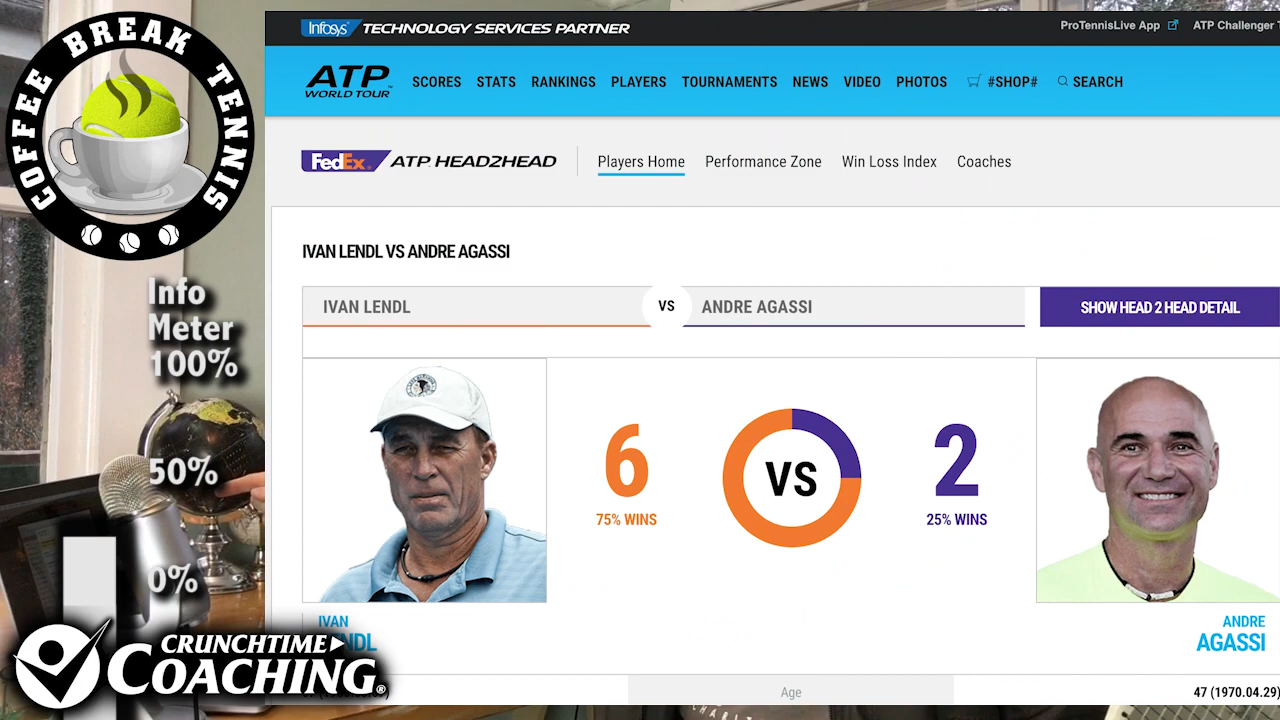 COFFEE BREAK TENNIS
Infosys TECHNOLOGY SERVICES PARTNER
ProTennisLive App ATP Challenger
ATP WORLD TOUR
SCORES STATS RANKINGS PLAYERS TOURNAMENTS NEWS VIDEO PHOTOS #SHOP# SEARCH
FedEx ATP HEAD2HEAD
Players Home Performance Zone Win Loss Index Coaches
IVAN LENDL VS ANDRE AGASSI
IVAN LENDL VS ANDRE AGASSI
SHOW HEAD 2 HEAD DETAIL
Info
Meter
100%
50%
0%
6 VS 2
75% WINS 25% WINS
IVAN
ANDRE
AGASSI
Age
47 (1970.04.29)
CRUNCHTIME
COACHING®